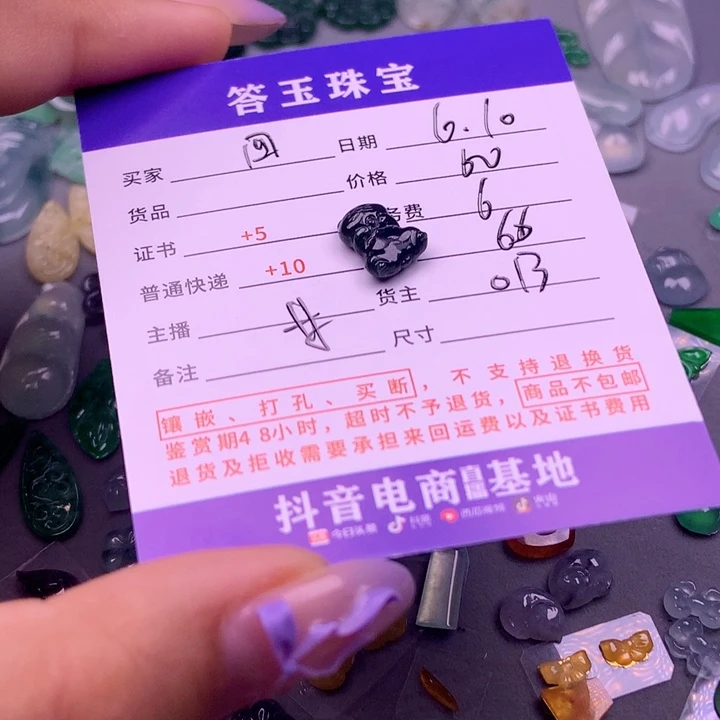 答玉珠宝
买家 日期 6.10
货品 价格 60
证书 +5 务费 6
普通快递 +10 66
主播 货主 013
备注 尺寸
镶嵌、打孔、买断，不支持退换货
鉴赏期48小时，超时不予退货，商品不包邮
退货及拒收需要承担来回运费以及证书费用
抖音电商直播基地
今日头条 抖音 西瓜视频 火山